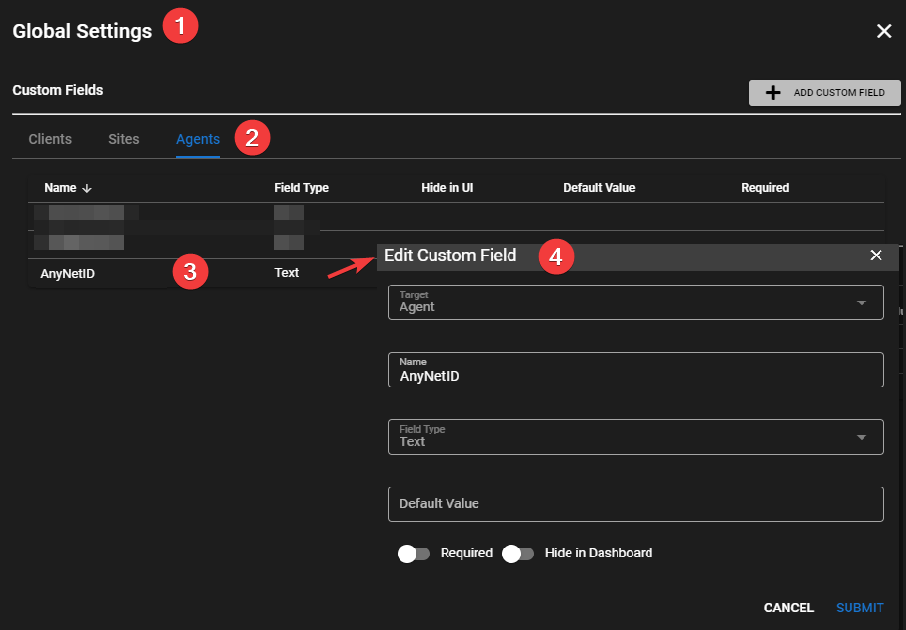 Global Settings 1
Custom Fields
ADD CUSTOM FIELD
Clients Sites Agents 2
Name Field Type Hide in UI Default Value Required
AnyNetID 3 Text
Edit Custom Field 4
Target
Agent
Name
AnyNetID
Field Type
Text
Default Value
Required Hide in Dashboard
CANCEL SUBMIT